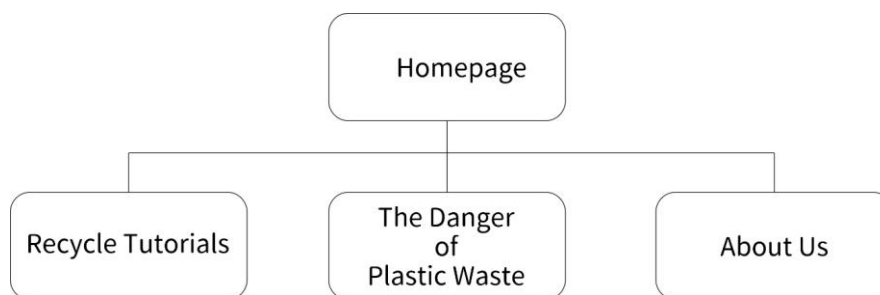 Homepage
Recycle Tutorials
The Danger
of
Plastic Waste
About Us